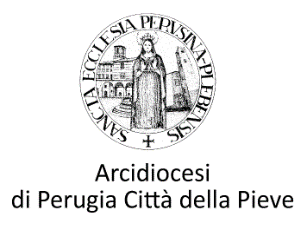 SANCTA ECCLESIA PERVSINA-PLEBENSIS
Arcidiocesi
di Perugia Città della Pieve